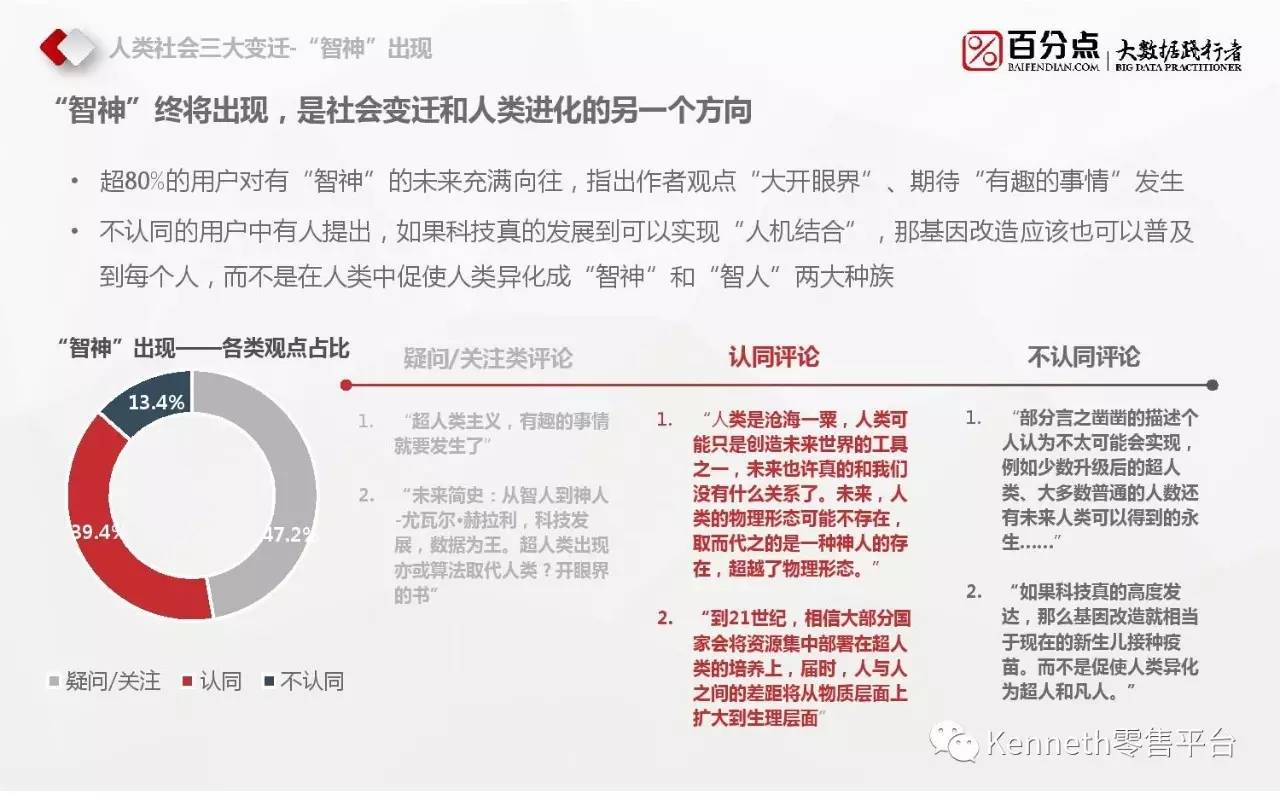 人类社会三大变迁-“智神”出现
百分点
BAIFENDIAN.COM
大数据践行者
BIG DATA PRACTITIONER
“智神”终将出现，是社会变迁和人类进化的另一个方向
• 超80%的用户对有“智神”的未来充满向往，指出作者观点“大开眼界”、期待“有趣的事情”发生
• 不认同的用户中有人提出，如果科技真的发展到可以实现“人机结合”，那基因改造应该也可以普及
到每个人，而不是在人类中促使人类异化成“智神”和“智人”两大种族
“智神”出现——各类观点占比
13.4%
39.4%
47.2%
疑问/关注
认同
不认同
疑问/关注类评论
1. “超人类主义，有趣的事情
就要发生了”
2. “未来简史：从智人到神人
-尤瓦尔·赫拉利，科技发
展，数据为王。超人类出现
亦或算法取代人类？开眼界
的书”
认同评论
1. “人类是沧海一粟，人类可
能只是创造未来世界的工具
之一，未来也许真的和我们
没有什么关系了。未来，人
类的物理形态可能不存在，
取而代之的是一种神人的存
在，超越了物理形态。”
2. “到21世纪，相信大部分国
家会将资源集中部署在超人
类的培养上，届时，人与人
之间的差距将从物质层面上
扩大到生理层面”
不认同评论
1. “部分言之凿凿的描述个
人认为不太可能会实现，
例如少数升级后的超人
类、大多数普通的人数还
有未来人类可以得到的永
生……”
2. “如果科技真的高度发
达，那么基因改造就相当
于现在的新生儿接种疫
苗。而不是促使人类异化
为超人和凡人。”
Kenneth零售平台